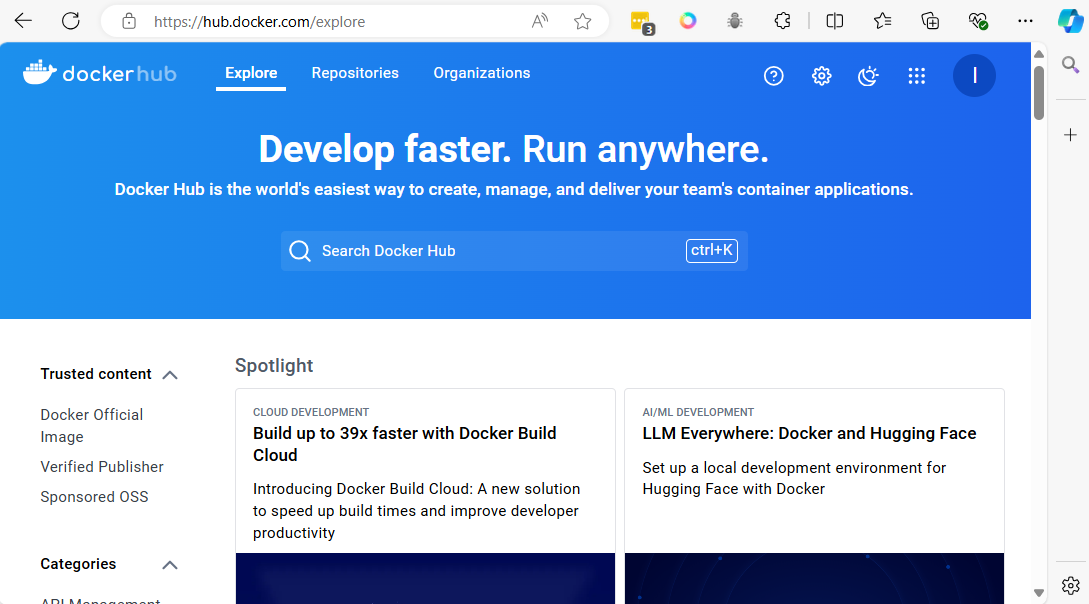 https://hub.docker.com/explore
A
3
dockerhub
Explore
Repositories
Organizations
I
Develop faster. Run anywhere.
Docker Hub is the world's easiest way to create, manage, and deliver your team's container applications.
Search Docker Hub
ctrl+K
Trusted content
Docker Official
Image
Verified Publisher
Sponsored OSS
Categories
API Management
Spotlight
CLOUD DEVELOPMENT
Build up to 39x faster with Docker Build
Cloud
Introducing Docker Build Cloud: A new solution
to speed up build times and improve developer
productivity
AI/ML DEVELOPMENT
LLM Everywhere: Docker and Hugging Face
Set up a local development environment for
Hugging Face with Docker